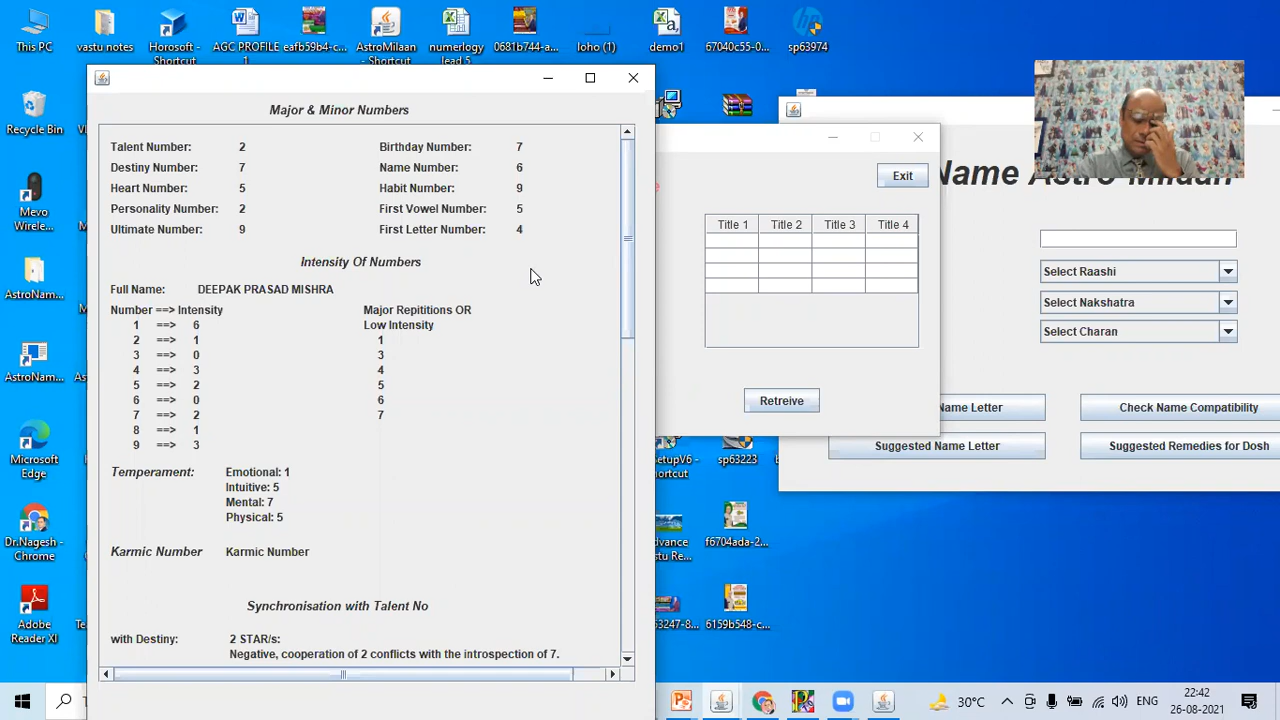 This PC
vastu notes
Horosoft -
Shortcut
AGC PROFILE
eafb59b4-c...
AstroMilaan
- Shortcut
numerlogy
lead 5
0681b744-a...
loho (1)
demo1
67040c55-0...
sp63974
Recycle Bin
Mevo
Wirele...
AstroNam...
AstroNam...
Microsoft
Edge
Dr.Nagesh -
Chrome
Adobe
Reader XI
Major & Minor Numbers
Talent Number: 2 Birthday Number: 7
Destiny Number: 7 Name Number: 6
Heart Number: 5 Habit Number: 9
Personality Number: 2 First Vowel Number: 5
Ultimate Number: 9 First Letter Number: 4
Intensity Of Numbers
Full Name: DEEPAK PRASAD MISHRA
Number ==> Intensity Major Repititions OR
Low Intensity
1 ==> 6
2 ==> 1 1
3 ==> 0 3
4 ==> 3 4
5 ==> 2 5
6 ==> 0 6
7 ==> 2 7
8 ==> 1
9 ==> 3
Temperament: Emotional: 1
Intuitive: 5
Mental: 7
Physical: 5
Karmic Number Karmic Number
Synchronisation with Talent No
with Destiny: 2 STAR/s:
Negative, cooperation of 2 conflicts with the introspection of 7.
Exit
Title 1 Title 2 Title 3 Title 4
Retreive
Name Astro
Select Raashi
Select Nakshatra
Select Charan
Name Letter
Check Name Compatibility
Suggested Name Letter
Suggested Remedies for Dosh
Shortcut
sp63223
f6704ada-2...
6159b548-c...
30°C
ENG
22:42
26-08-2021